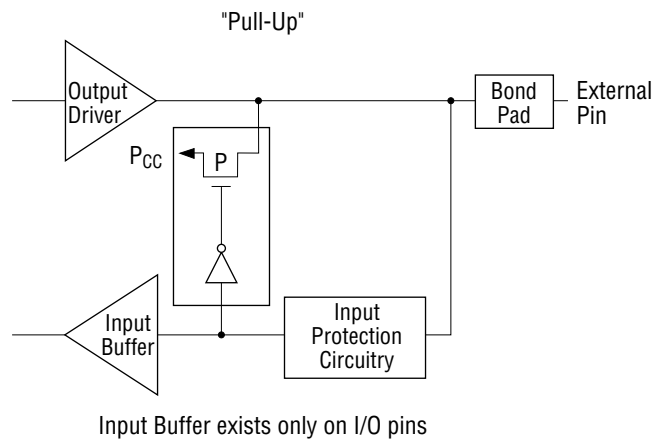 "Pull-Up"
Output
Driver
Bond
Pad
External
Pin
PCC
P
Input
Buffer
Input
Protection
Circuitry
Input Buffer exists only on I/O pins